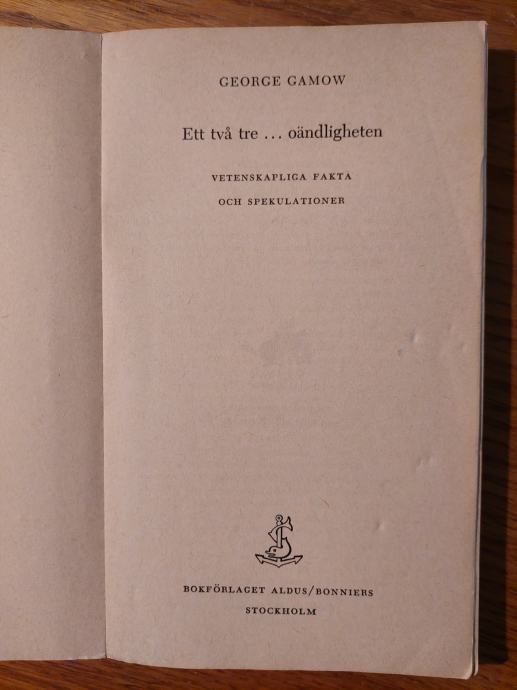 GEORGE GAMOW
Ett två tre ... oändligheten
VETENSKAPLIGA FAKTA
OCH SPEKULATIONER
BOKFÖRLAGET ALDUS/BONNIERS
STOCKHOLM